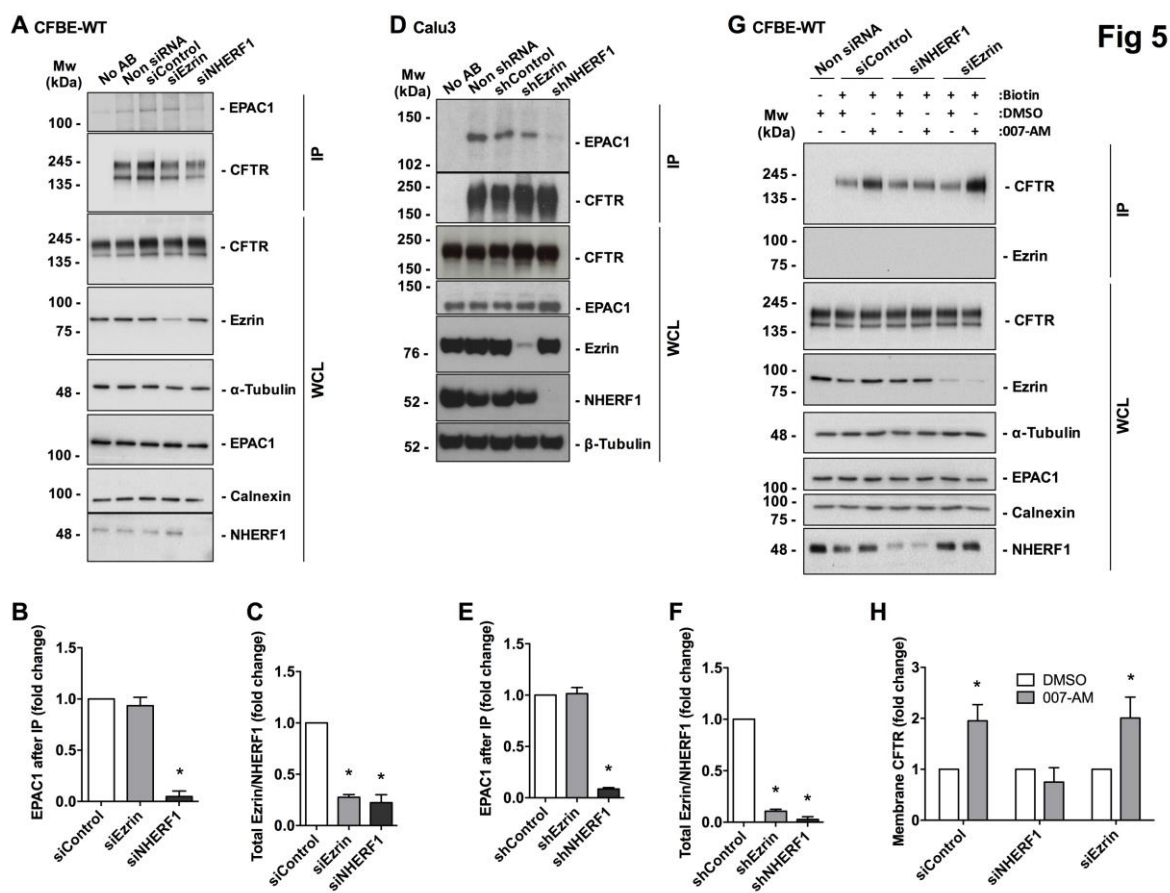 Fig 5
A CFBE-WT
Mw
(kDa)
No AB
Non siRNA
siControl
siEzrin
siNHERF1
100 -
- EPAC1
245 -
135 -
- CFTR
IP
245 -
135 -
- CFTR
100 -
75 -
- Ezrin
48 -
- α-Tubulin
100 -
- EPAC1
100 -
- Calnexin
48 -
- NHERF1
WCL
D Calu3
Mw
(kDa)
No AB
Non shRNA
shControl
shEzrin
shNHERF1
150 -
102 -
- EPAC1
250 -
150 -
- CFTR
IP
250 -
150 -
- CFTR
150 -
- EPAC1
76 -
- Ezrin
52 -
- NHERF1
52 -
- β-Tubulin
WCL
G CFBE-WT
Non siRNA
siControl
siNHERF1
siEzrin
- + + + + + + :Biotin
+ + - + - + - :DMSO
- - + - + - + :007-AM
Mw
(kDa)
245 -
135 -
- CFTR
100 -
75 -
- Ezrin
IP
245 -
135 -
- CFTR
100 -
75 -
- Ezrin
48 -
- α-Tubulin
100 -
- EPAC1
100 -
75 -
- Calnexin
48 -
- NHERF1
WCL
B
EPAC1 after IP (fold change)
1.5
1.0
0.5
0.0
*
siControl
siEzrin
siNHERF1
C
Total Ezrin/NHERF1 (fold change)
1.5
1.0
0.5
0.0
* *
siControl
siEzrin
siNHERF1
E
EPAC1 after IP (fold change)
1.5
1.0
0.5
0.0
*
shControl
shEzrin
shNHERF1
F
Total Ezrin/NHERF1 (fold change)
1.5
1.0
0.5
0.0
* *
shControl
shEzrin
shNHERF1
H
Membrane CFTR (fold change)
3
2
1
0
DMSO
007-AM
* *
siControl
siNHERF1
siEzrin